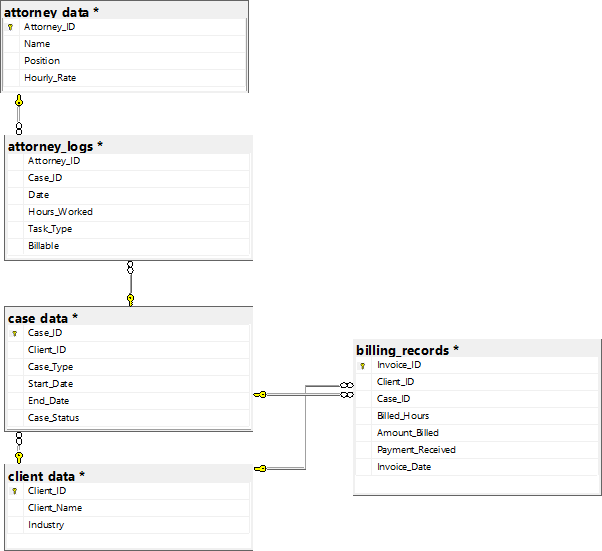 attorney data *
Attorney_ID
Name
Position
Hourly_Rate
attorney_logs *
Attorney_ID
Case_ID
Date
Hours_Worked
Task_Type
Billable
case data *
Case_ID
Client_ID
Case_Type
Start_Date
End_Date
Case_Status
billing_records *
Invoice_ID
Client_ID
Case_ID
Billed_Hours
Amount_Billed
Payment_Received
Invoice_Date
client data *
Client_ID
Client_Name
Industry